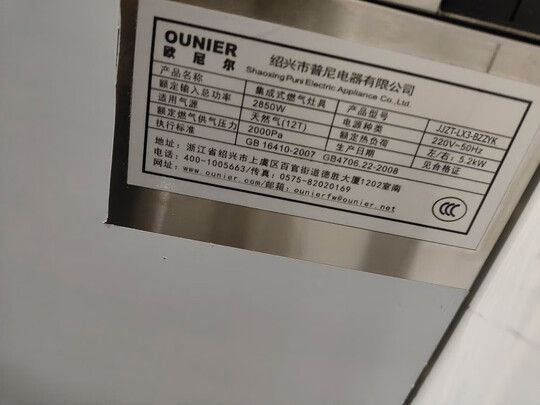 OUNIER
欧尼尔
绍兴市普尼电器有限公司
Shaoxing Puni Electric Appliance Co.,Ltd.
产品名称 集成式燃气灶具 产品型号 JJZT-LX3-BZZYK
额定输入总功率 2850W 电源种类 220V~50Hz
适用气源 天然气(12T) 额定热负荷 左/右: 5.2kW
额定燃气供气压力 2000Pa 生产日期 见合格证
执行标准 GB 16410-2007 GB4706.22-2008
地址: 浙江省绍兴市上虞区百官街道德胜大厦1202室南
电话: 400-1005663/传真: 0575-82020169
网址: www.ounier.com/邮箱: ounierfw@ounier.net
CCC